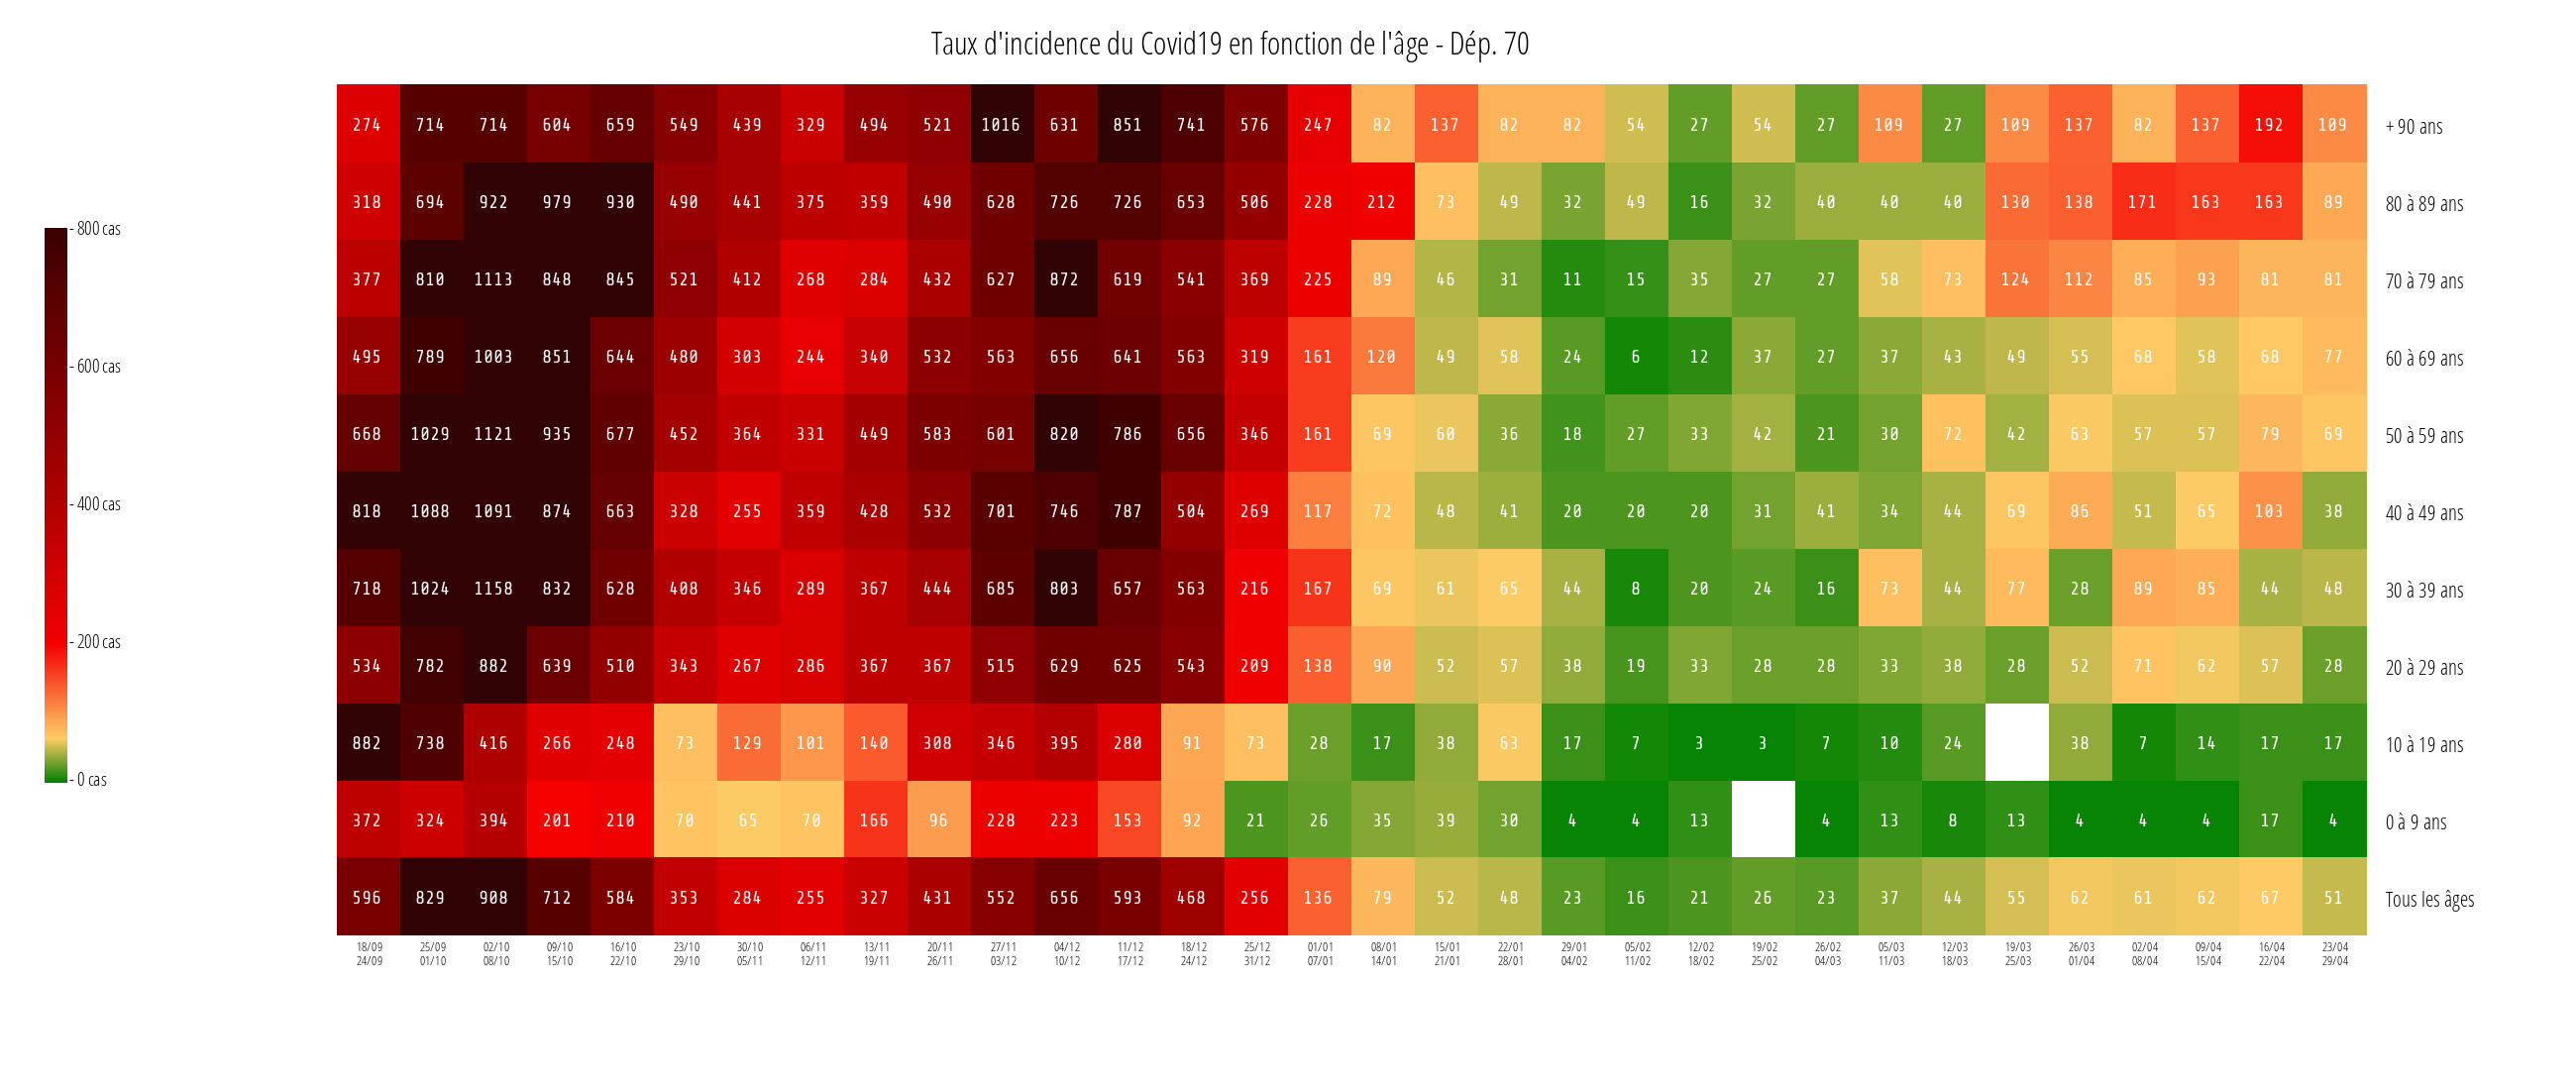 Taux d'incidence du Covid19 en fonction de l'âge - Dép. 70
274 714 714 604 659 549 439 329 494 521 1016 631 851 741 576 247 82 137 82 82 54 27 54 27 109 27 109 137 82 137 192 109 + 90 ans
318 694 922 979 930 490 441 375 359 490 628 726 726 653 506 228 212 73 49 32 49 16 32 40 40 40 130 138 171 163 163 89 80 à 89 ans
- 800 cas
377 810 1113 848 845 521 412 268 284 432 627 872 619 541 369 225 89 46 31 11 15 35 27 27 58 73 124 112 85 93 81 81 70 à 79 ans
495 789 1003 851 644 480 303 244 340 532 563 656 641 563 319 161 120 49 58 24 6 12 37 27 37 43 49 55 68 58 68 77 60 à 69 ans
- 600 cas
668 1029 1121 935 677 452 364 331 449 583 601 820 786 656 346 161 69 60 36 18 27 33 42 21 30 72 42 63 57 57 79 69 50 à 59 ans
- 400 cas
818 1088 1091 874 663 328 255 359 428 532 701 746 787 504 269 117 72 48 41 20 20 20 31 41 34 44 69 86 51 65 103 38 40 à 49 ans
718 1024 1158 832 628 408 346 289 367 444 685 803 657 563 216 167 69 61 65 44 8 20 24 16 73 44 77 28 89 85 44 48 30 à 39 ans
- 200 cas
534 782 882 639 510 343 267 286 367 367 515 629 625 543 209 138 90 52 57 38 19 33 28 28 33 38 28 52 71 62 57 28 20 à 29 ans
882 738 416 266 248 73 129 101 140 308 346 395 280 91 73 28 17 38 63 17 7 3 3 7 10 24 38 7 14 17 17 10 à 19 ans
- 0 cas
372 324 394 201 210 70 65 70 166 96 228 223 153 92 21 26 35 39 30 4 4 13 4 13 8 13 4 4 4 17 4 0 à 9 ans
596 829 908 712 584 353 284 255 327 431 552 656 593 468 256 136 79 52 48 23 16 21 26 23 37 44 55 62 61 62 67 51 Tous les âges
18/09 25/09 02/10 09/10 16/10 23/10 30/10 06/11 13/11 20/11 27/11 04/12 11/12 18/12 25/12 01/01 08/01 15/01 22/01 29/01 05/02 12/02 19/02 26/02 05/03 12/03 19/03 26/03 02/04 09/04 16/04 23/04
24/09 01/10 08/10 15/10 22/10 29/10 05/11 12/11 19/11 26/11 03/12 10/12 17/12 24/12 31/12 07/01 14/01 21/01 28/01 04/02 11/02 18/02 25/02 04/03 11/03 18/03 25/03 01/04 08/04 15/04 22/04 29/04